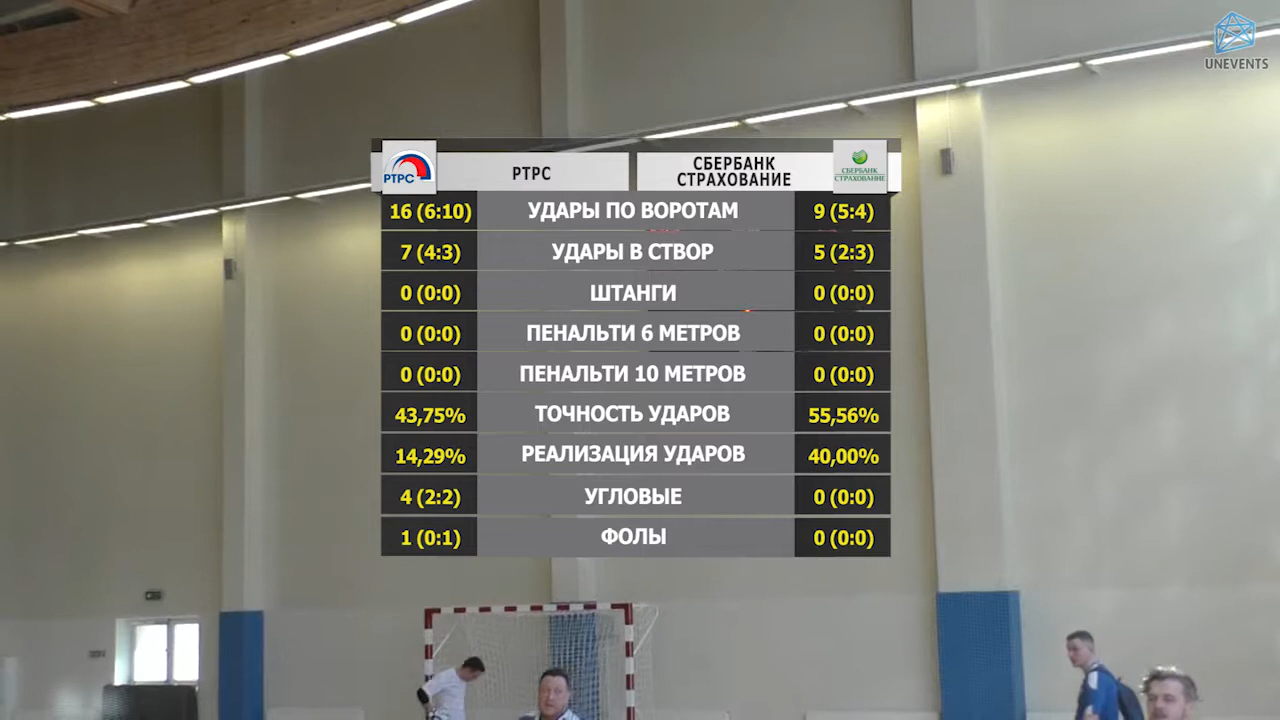 UNEVENTS
РТРС
РТРС
СБЕРБАНК
СТРАХОВАНИЕ
СБЕРБАНК
СТРАХОВАНИЕ
16 (6:10) УДАРЫ ПО ВОРОТАМ 9 (5:4)
7 (4:3) УДАРЫ В СТВОР 5 (2:3)
0 (0:0) ШТАНГИ 0 (0:0)
0 (0:0) ПЕНАЛЬТИ 6 МЕТРОВ 0 (0:0)
0 (0:0) ПЕНАЛЬТИ 10 МЕТРОВ 0 (0:0)
43,75% ТОЧНОСТЬ УДАРОВ 55,56%
14,29% РЕАЛИЗАЦИЯ УДАРОВ 40,00%
4 (2:2) УГЛОВЫЕ 0 (0:0)
1 (0:1) ФОЛЫ 0 (0:0)